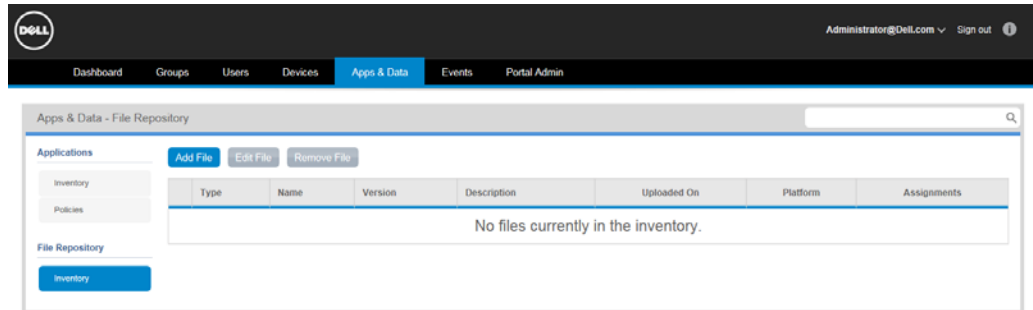 DELL
Administrator@Dell.com Sign out
Dashboard Groups Users Devices Apps & Data Events Portal Admin
Apps & Data - File Repository
Applications
Inventory
Policies
File Repository
Inventory
Add File Edit File Remove File
Type Name Version Description Uploaded On Platform Assignments
No files currently in the inventory.